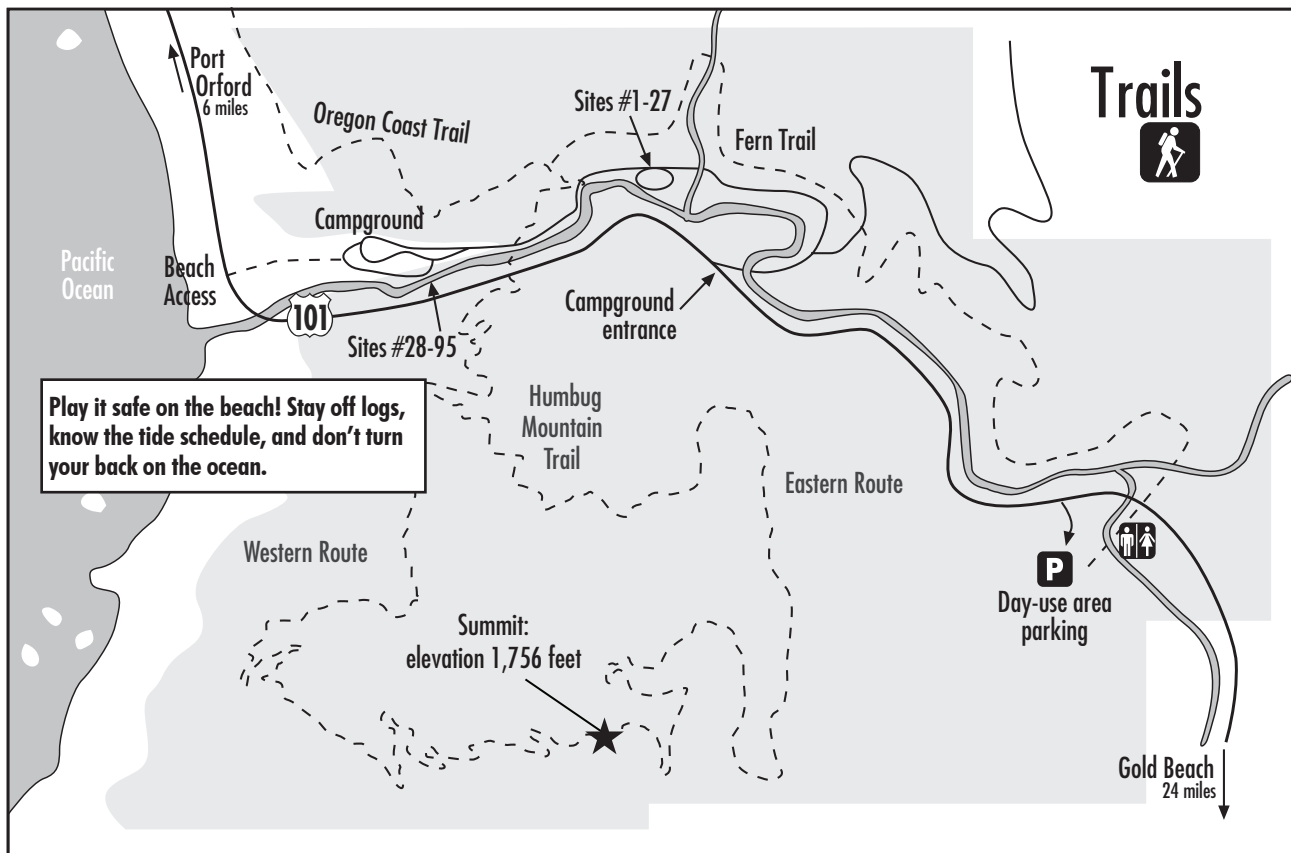 Trails
Port
Orford
6 miles
Oregon Coast Trail
Sites #1-27
Fern Trail
Campground
Pacific
Ocean
Beach
Access
101
Sites #28-95
Campground
entrance
Play it safe on the beach! Stay off logs,
know the tide schedule, and don't turn
your back on the ocean.
Humbug
Mountain
Trail
Eastern Route
Western Route
P
Day-use area
parking
Summit:
elevation 1,756 feet
Gold Beach
24 miles